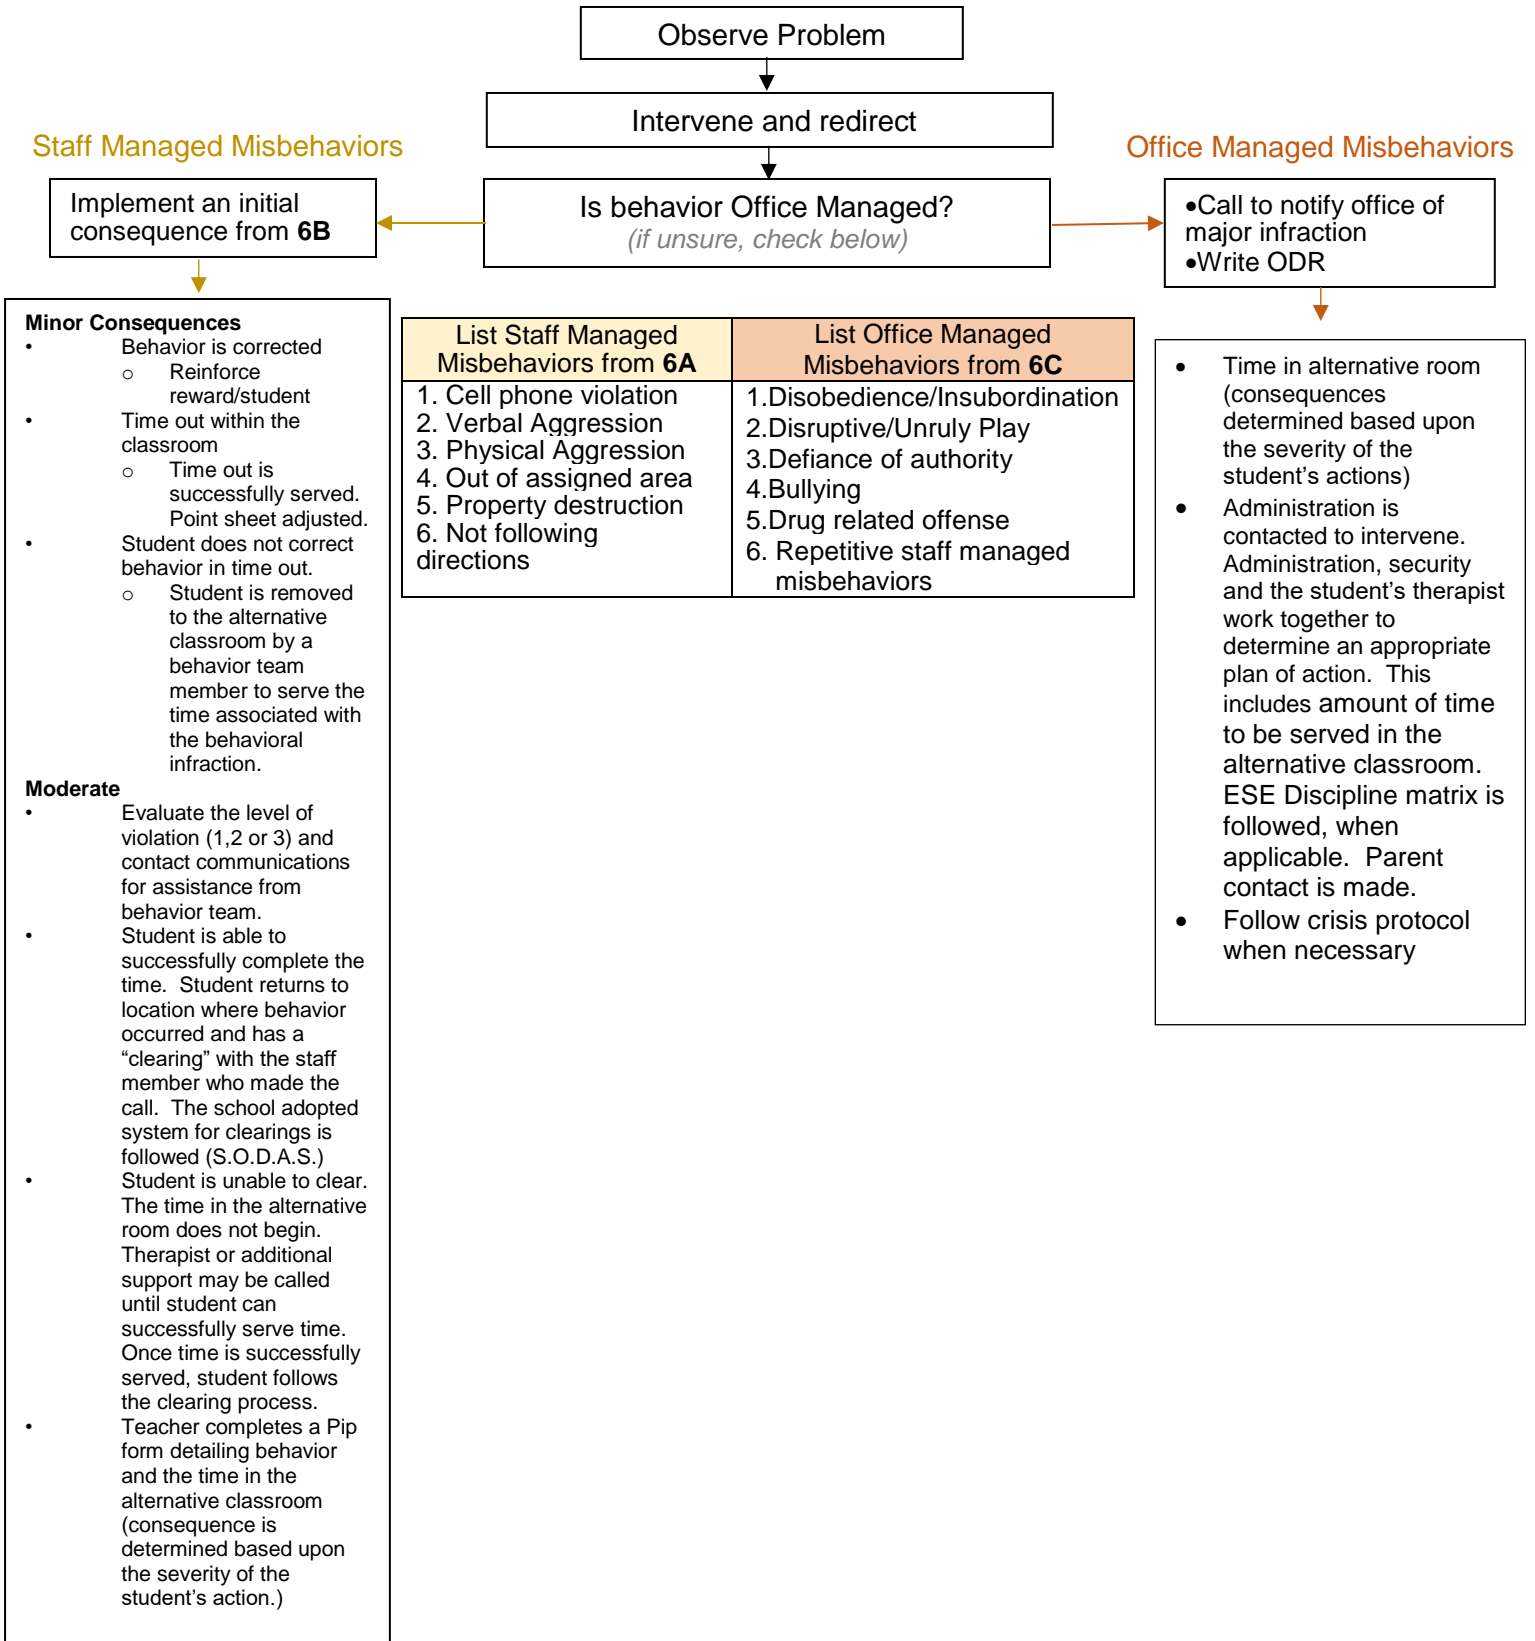 Observe Problem
Intervene and redirect
Staff Managed Misbehaviors
Office Managed Misbehaviors
Implement an initial
consequence from 6B
Is behavior Office Managed?
(if unsure, check below)
•Call to notify office of
major infraction
•Write ODR
Minor Consequences
• Behavior is corrected
o Reinforce
reward/student
• Time out within the
classroom
o Time out is
successfully served.
Point sheet adjusted.
• Student does not correct
behavior in time out.
o Student is removed
to the alternative
classroom by a
behavior team
member to serve the
time associated with
the behavioral
infraction.
Moderate
• Evaluate the level of
violation (1,2 or 3) and
contact communications
for assistance from
behavior team.
• Student is able to
successfully complete the
time. Student returns to
location where behavior
occurred and has a
“clearing” with the staff
member who made the
call. The school adopted
system for clearings is
followed (S.O.D.A.S.)
• Student is unable to clear.
The time in the alternative
room does not begin.
Therapist or additional
support may be called
until student can
successfully serve time.
Once time is successfully
served, student follows
the clearing process.
• Teacher completes a Pip
form detailing behavior
and the time in the
alternative classroom
(consequence is
determined based upon
the severity of the
student’s action.)
List Staff Managed
Misbehaviors from 6A
1. Cell phone violation
2. Verbal Aggression
3. Physical Aggression
4. Out of assigned area
5. Property destruction
6. Not following
directions
List Office Managed
Misbehaviors from 6C
1.Disobedience/Insubordination
2.Disruptive/Unruly Play
3.Defiance of authority
4.Bullying
5.Drug related offense
6. Repetitive staff managed
misbehaviors
• Time in alternative room
(consequences
determined based upon
the severity of the
student’s actions)
• Administration is
contacted to intervene.
Administration, security
and the student’s therapist
work together to
determine an appropriate
plan of action. This
includes amount of time
to be served in the
alternative classroom.
ESE Discipline matrix is
followed, when
applicable. Parent
contact is made.
• Follow crisis protocol
when necessary